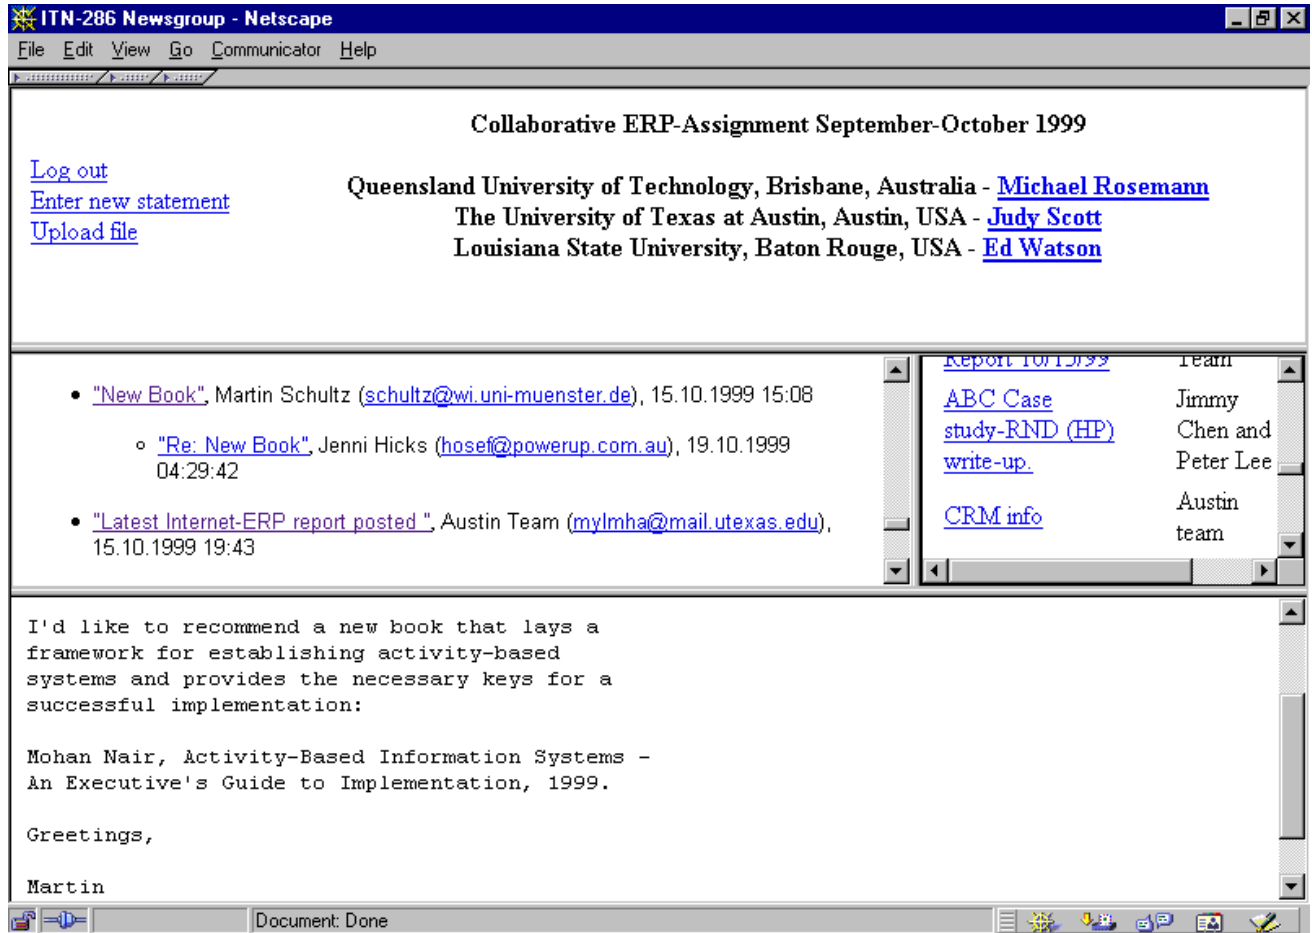 ITN-286 Newsgroup - Netscape
File Edit View Go Communicator Help
Collaborative ERP-Assignment September-October 1999
Log out
Enter new statement
Upload file
Queensland University of Technology, Brisbane, Australia - Michael Rosemann
The University of Texas at Austin, Austin, USA - Judy Scott
Louisiana State University, Baton Rouge, USA - Ed Watson
"New Book", Martin Schultz (schultz@wi.uni-muenster.de), 15.10.1999 15:08
"Re: New Book", Jenni Hicks (hosef@powerup.com.au), 19.10.1999
04:29:42
"Latest Internet-ERP report posted ", Austin Team (mylmha@mail.utexas.edu),
15.10.1999 19:43
Report 10/15/99 Team
ABC Case Jimmy
study-RND (HP) Chen and
write-up. Peter Lee
CRM info Austin
team
I'd like to recommend a new book that lays a
framework for establishing activity-based
systems and provides the necessary keys for a
successful implementation:
Mohan Nair, Activity-Based Information Systems -
An Executive's Guide to Implementation, 1999.
Greetings,
Martin
Document: Done